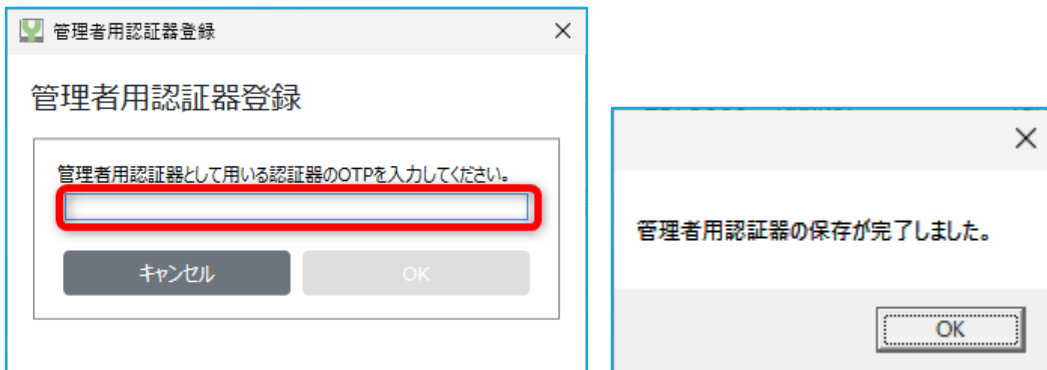 管理者用認証器登録
管理者用認証器登録
管理者用認証器として用いる認証器のOTPを入力してください。
キャンセル
OK
管理者用認証器の保存が完了しました。
OK